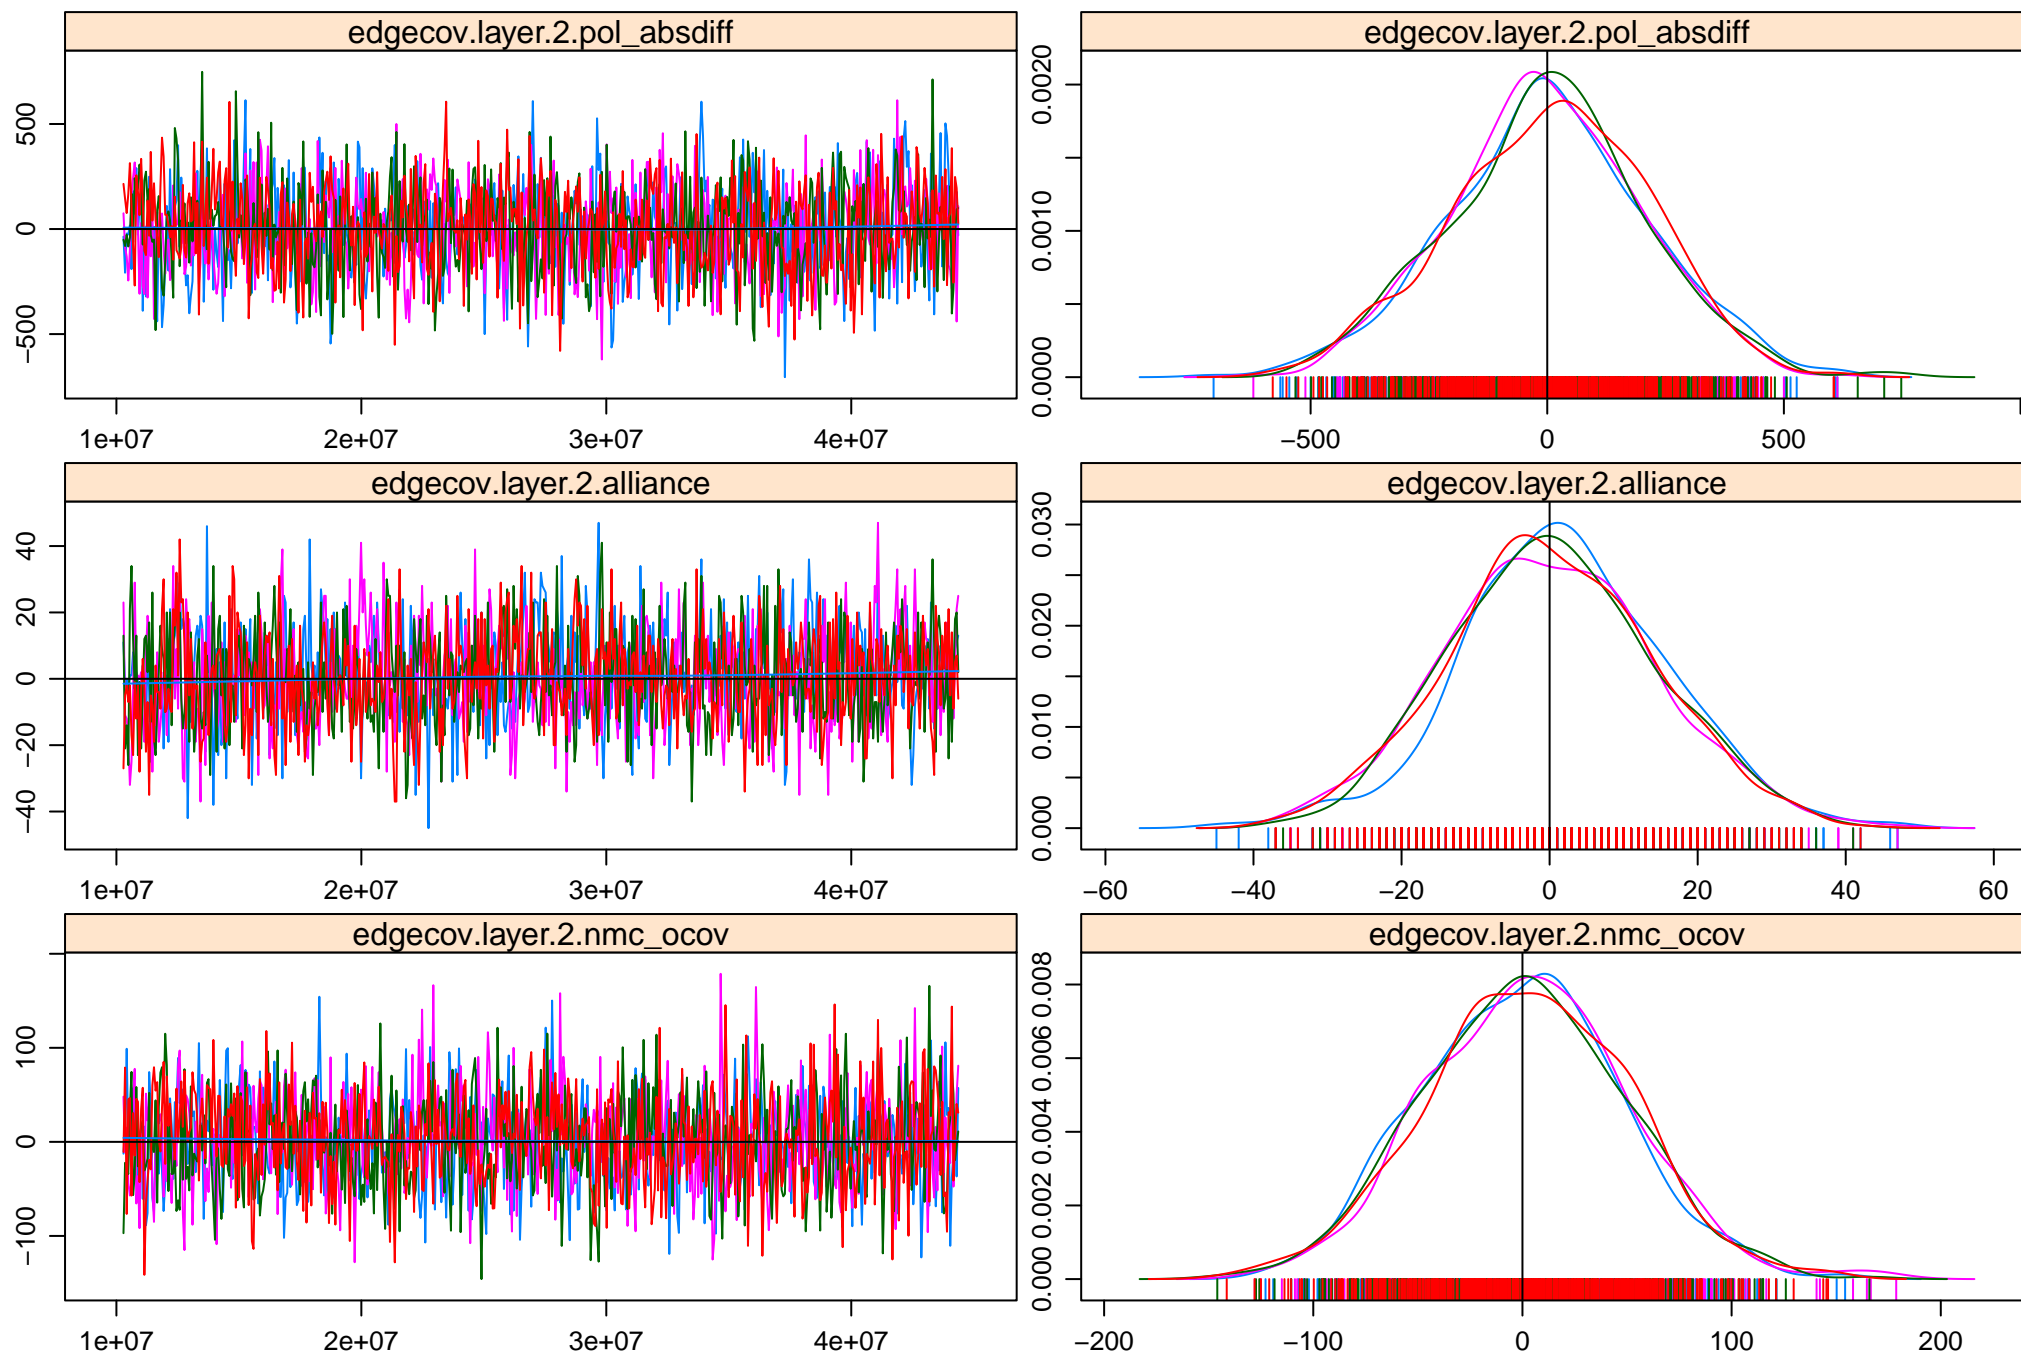 edgecov.layer.2.pol_absdiff
500
0
−500
1e+07 2e+07 3e+07 4e+07
edgecov.layer.2.pol_absdiff
0.0020
0.0010
0.0000
−500 0 500
edgecov.layer.2.alliance
40
20
0
−20
−40
1e+07 2e+07 3e+07 4e+07
edgecov.layer.2.alliance
0.030
0.020
0.010
0.000
−60 −40 −20 0 20 40 60
edgecov.layer.2.nmc_ocov
100
0
−100
1e+07 2e+07 3e+07 4e+07
edgecov.layer.2.nmc_ocov
0.008
0.006
0.004
0.002
0.000
−200 −100 0 100 200